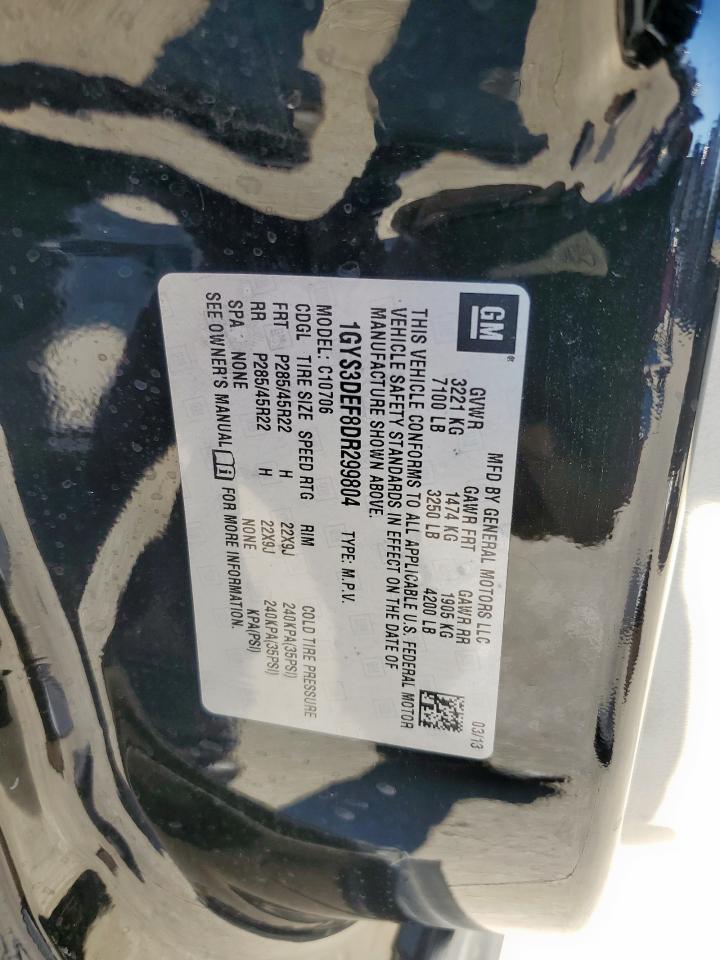 GM ®
MFD BY GENERAL MOTORS LLC 03/13
GVWR GAWR FRT GAWR RR
3221 KG 1474 KG 1905 KG
7100 LB 3250 LB 4200 LB
THIS VEHICLE CONFORMS TO ALL APPLICABLE U.S. FEDERAL MOTOR
VEHICLE SAFETY STANDARDS IN EFFECT ON THE DATE OF
MANUFACTURE SHOWN ABOVE.
1GYS3DEF8DR299804 TYPE: M.P.V.
MODEL: C10706
CDGL TIRE SIZE SPEED RTG RIM COLD TIRE PRESSURE
FRT P285/45R22 H 22X9J 240KPA(35PSI)
RR P285/45R22 H 22X9J 240KPA(35PSI)
SPA NONE NONE KPA(PSI)
SEE OWNER'S MANUAL FOR MORE INFORMATION.